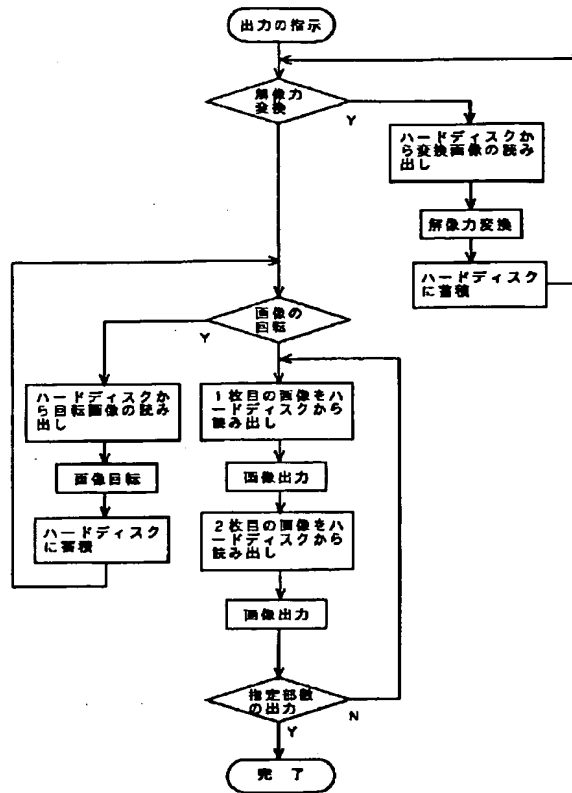 出力の指示
解像力
変換
Y
ハードディスクか
ら変換画像の読み
出し
解像力変換
ハードディスク
に蓄積
画像の
回転
Y
ハードディスクか
ら回転画像の読み
出し
画像回転
ハードディスク
に蓄積
1枚目の画像をハ
ードディスクから
読み出し
画像出力
2枚目の画像をハ
ードディスクから
読み出し
画像出力
指定部数
の出力
N
Y
完 了